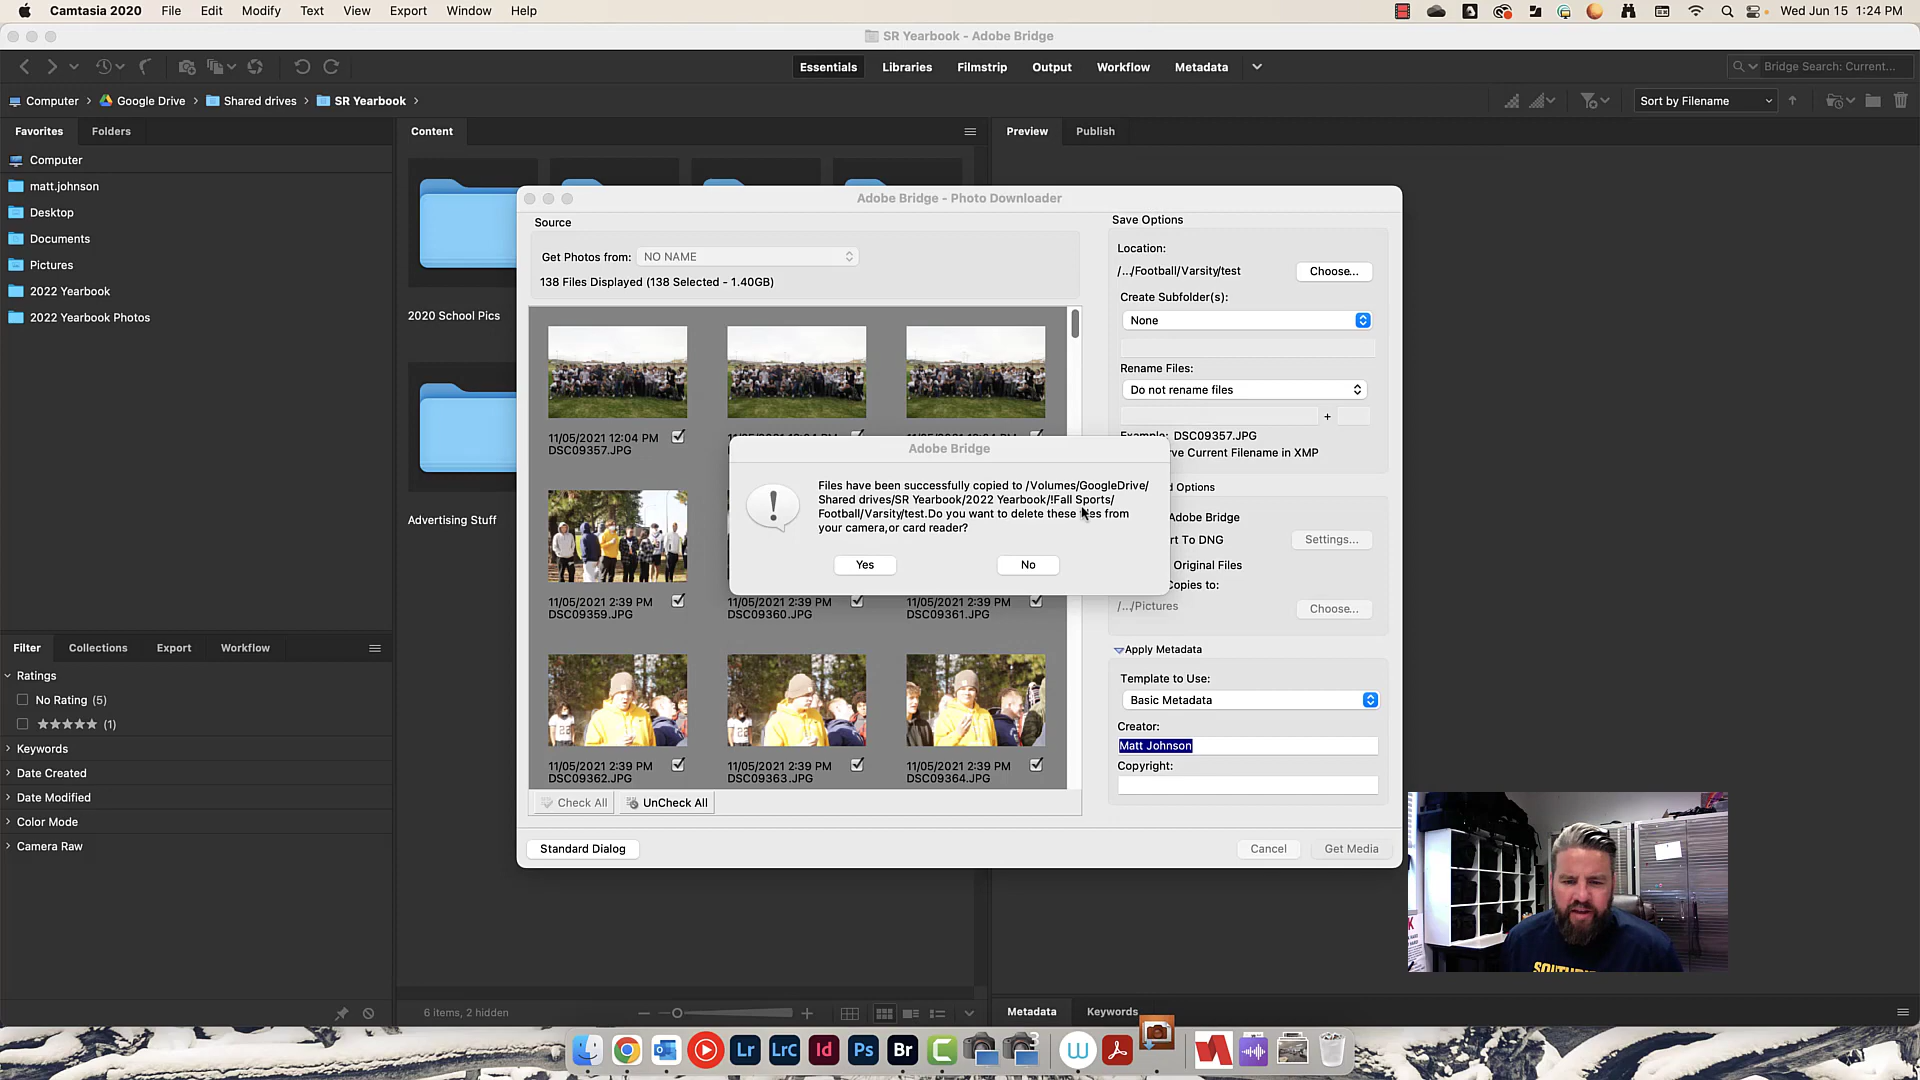 Camtasia 2020 File Edit Modify Text View Export Window Help
Wed Jun 15 1:24 PM
SR Yearbook - Adobe Bridge
Essentials Libraries Filmstrip Output Workflow Metadata
Bridge Search: Current...
Computer Google Drive Shared drives SR Yearbook
Sort by Filename
Favorites Folders
Content
Preview Publish
Computer
matt.johnson
Desktop
Documents
Pictures
2022 Yearbook
2022 Yearbook Photos
2020 School Pics
Advertising Stuff
Adobe Bridge - Photo Downloader
Source
Get Photos from: NO NAME
138 Files Displayed (138 Selected - 1.40GB)
11/05/2021 12:04 PM
DSC09357.JPG
11/05/2021 2:39 PM
DSC09359.JPG
11/05/2021 2:39 PM
DSC09360.JPG
11/05/2021 2:39 PM
DSC09361.JPG
11/05/2021 2:39 PM
DSC09362.JPG
11/05/2021 2:39 PM
DSC09363.JPG
11/05/2021 2:39 PM
DSC09364.JPG
Check All UnCheck All
Standard Dialog
Cancel Get Media
Save Options
Location:
/.../Football/Varsity/test Choose...
Create Subfolder(s):
None
Rename Files:
Do not rename files
+
Example: DSC09357.JPG
ve Current Filename in XMP
d Options
Adobe Bridge
rt To DNG Settings...
Original Files
Copies to:
/.../Pictures Choose...
Apply Metadata
Template to Use:
Basic Metadata
Creator:
Matt Johnson
Copyright:
Adobe Bridge
Files have been successfully copied to /Volumes/GoogleDrive/
Shared drives/SR Yearbook/2022 Yearbook/!Fall Sports/
Football/Varsity/test.Do you want to delete these files from
your camera,or card reader?
Yes No
Filter Collections Export Workflow
Ratings
No Rating (5)
★★★★★ (1)
Keywords
Date Created
Date Modified
Color Mode
Camera Raw
6 items, 2 hidden
Metadata Keywords
Lr LrC Id Ps Br C W